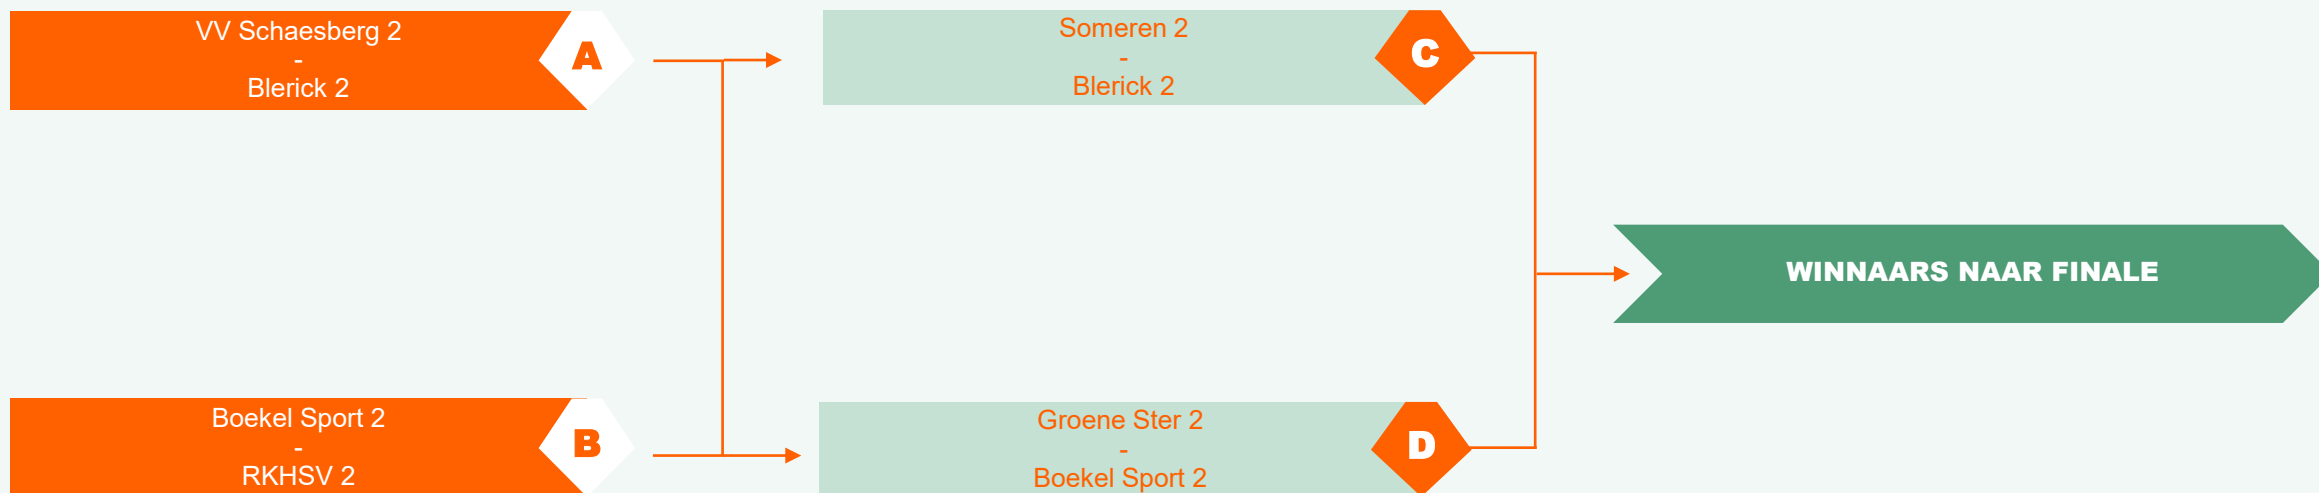 VV Schaesberg 2
-
Blerick 2
A
Someren 2
-
Blerick 2
C
WINNAARS NAAR FINALE
Boekel Sport 2
-
RKHSV 2
B
Groene Ster 2
-
Boekel Sport 2
D